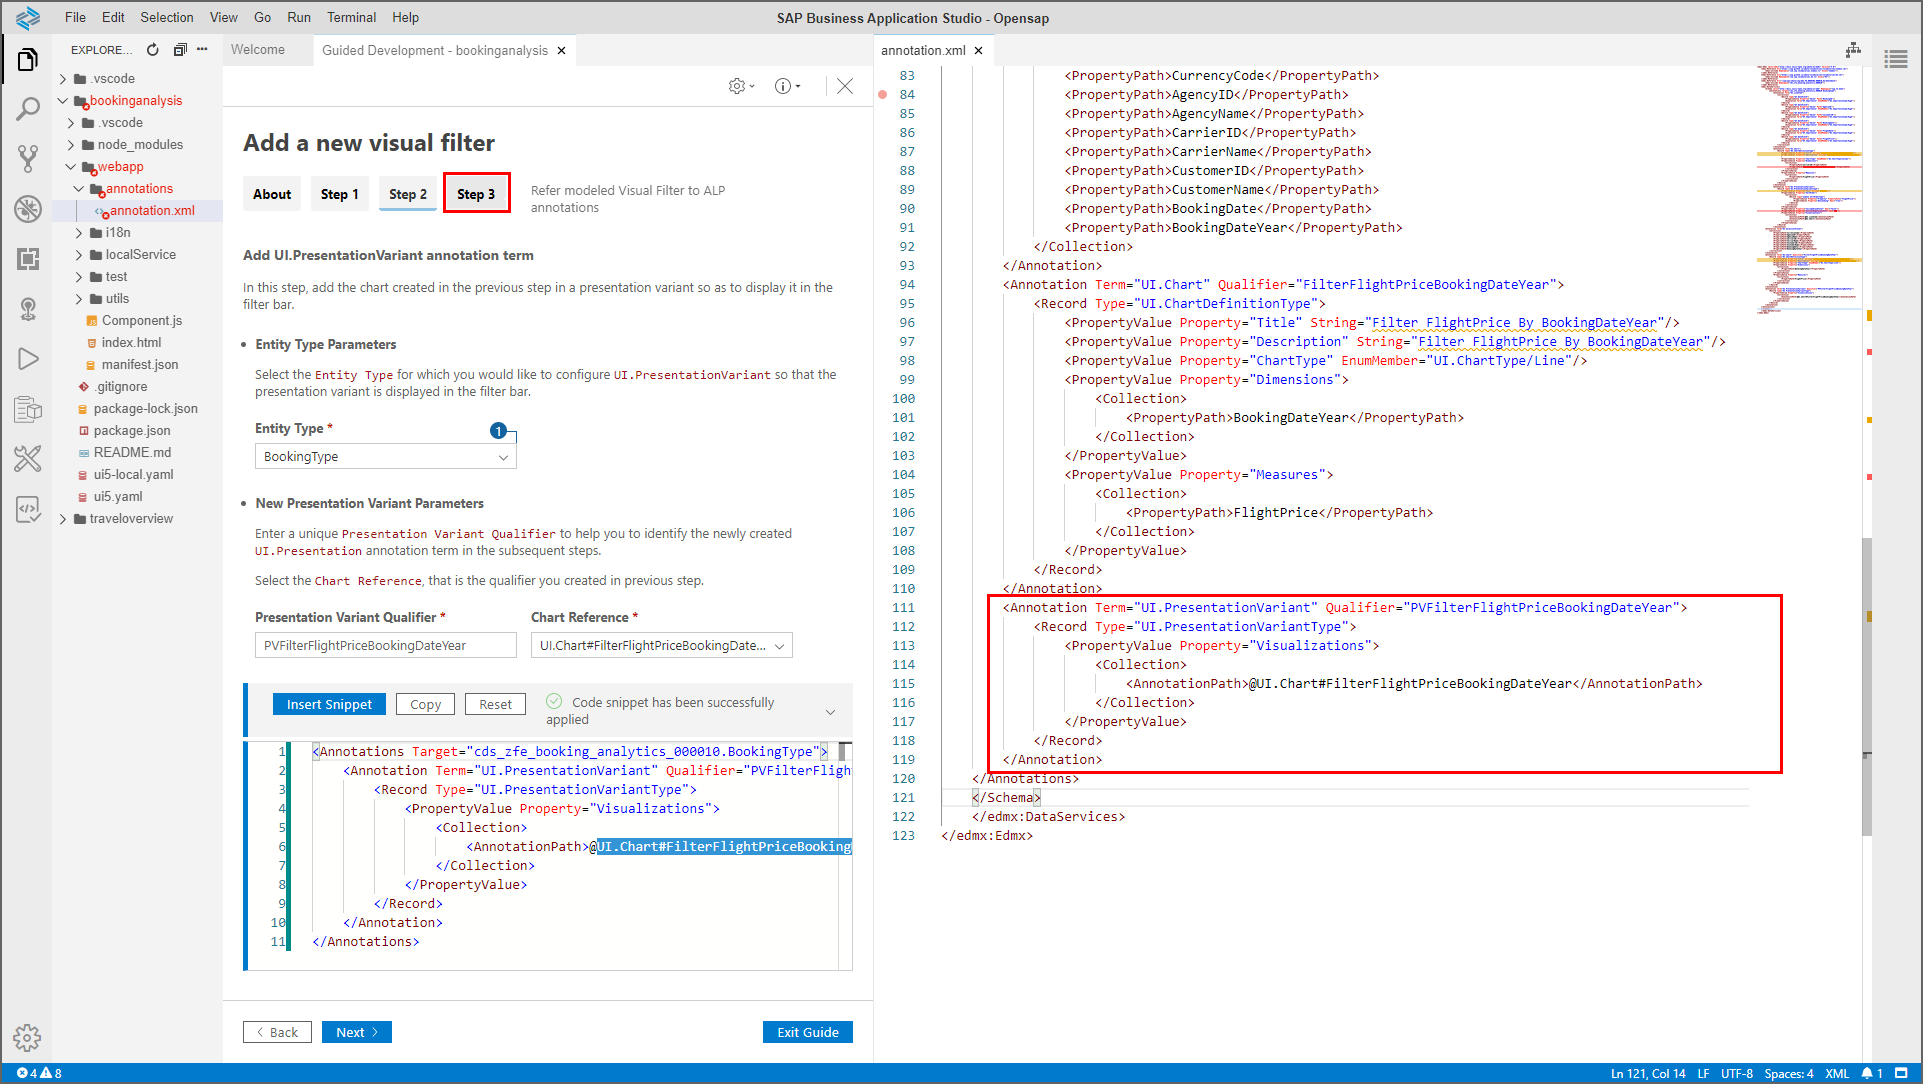 File Edit Selection View Go Run Terminal Help
SAP Business Application Studio - Opensap
EXPLORE...
.vscode
bookinganalysis
.vscode
node_modules
webapp
annotations
annotation.xml
i18n
localService
test
utils
Component.js
index.html
manifest.json
.gitignore
package-lock.json
package.json
README.md
ui5-local.yaml
ui5.yaml
traveloverview
Welcome
Guided Development - bookinganalysis
Add a new visual filter
About Step 1 Step 2 Step 3
Refer modeled Visual Filter to ALP
annotations
Add UI.PresentationVariant annotation term
In this step, add the chart created in the previous step in a presentation variant so as to display it in the
filter bar.
• Entity Type Parameters
Select the Entity Type for which you would like to configure UI.PresentationVariant so that the
presentation variant is displayed in the filter bar.
Entity Type *
1
BookingType
• New Presentation Variant Parameters
Enter a unique Presentation Variant Qualifier to help you to identify the newly created
UI.Presentation annotation term in the subsequent steps.
Select the Chart Reference, that is the qualifier you created in previous step.
Presentation Variant Qualifier * Chart Reference *
PVFilterFlightPriceBookingDateYear UI.Chart#FilterFlightPriceBookingDate...
Insert Snippet Copy Reset
Code snippet has been successfully
applied
1 <Annotations Target="cds_zfe_booking_analytics_000010.BookingType">
2 <Annotation Term="UI.PresentationVariant" Qualifier="PVFilterFligh
3 <Record Type="UI.PresentationVariantType">
4 <PropertyValue Property="Visualizations">
5 <Collection>
6 <AnnotationPath>@UI.Chart#FilterFlightPriceBooking
7 </Collection>
8 </PropertyValue>
9 </Record>
10 </Annotation>
11 </Annotations>
< Back Next > Exit Guide
annotation.xml
83 <PropertyPath>CurrencyCode</PropertyPath>
84 <PropertyPath>AgencyID</PropertyPath>
85 <PropertyPath>AgencyName</PropertyPath>
86 <PropertyPath>CarrierID</PropertyPath>
87 <PropertyPath>CarrierName</PropertyPath>
88 <PropertyPath>CustomerID</PropertyPath>
89 <PropertyPath>CustomerName</PropertyPath>
90 <PropertyPath>BookingDate</PropertyPath>
91 <PropertyPath>BookingDateYear</PropertyPath>
92 </Collection>
93 </Annotation>
94 <Annotation Term="UI.Chart" Qualifier="FilterFlightPriceBookingDateYear">
95 <Record Type="UI.ChartDefinitionType">
96 <PropertyValue Property="Title" String="Filter FlightPrice By BookingDateYear"/>
97 <PropertyValue Property="Description" String="Filter FlightPrice By BookingDateYear"/>
98 <PropertyValue Property="ChartType" EnumMember="UI.ChartType/Line"/>
99 <PropertyValue Property="Dimensions">
100 <Collection>
101 <PropertyPath>BookingDateYear</PropertyPath>
102 </Collection>
103 </PropertyValue>
104 <PropertyValue Property="Measures">
105 <Collection>
106 <PropertyPath>FlightPrice</PropertyPath>
107 </Collection>
108 </PropertyValue>
109 </Record>
110 </Annotation>
111 <Annotation Term="UI.PresentationVariant" Qualifier="PVFilterFlightPriceBookingDateYear">
112 <Record Type="UI.PresentationVariantType">
113 <PropertyValue Property="Visualizations">
114 <Collection>
115 <AnnotationPath>@UI.Chart#FilterFlightPriceBookingDateYear</AnnotationPath>
116 </Collection>
117 </PropertyValue>
118 </Record>
119 </Annotation>
120 </Annotations>
121 </Schema>
122 </edmx:DataServices>
123 </edmx:Edmx>
4 8
Ln 121, Col 14 LF UTF-8 Spaces: 4 XML 1